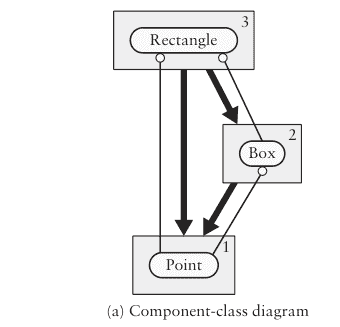 3
Rectangle
2
Box
1
Point
(a) Component-class diagram